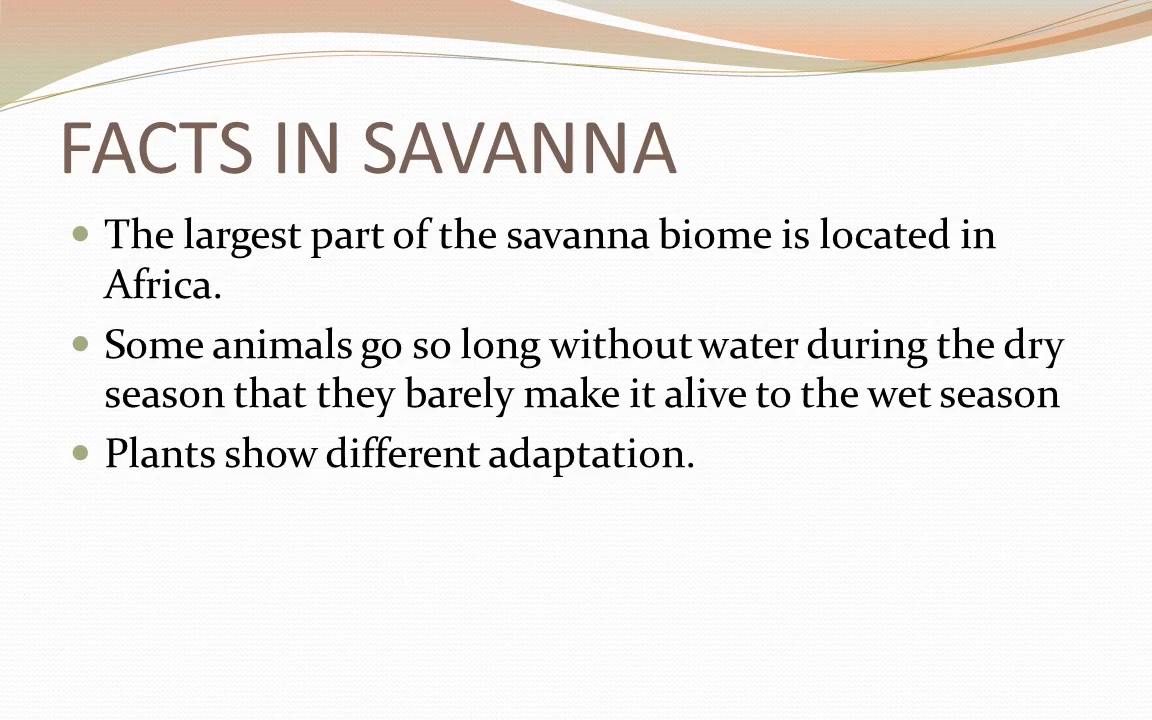 FACTS IN SAVANNA
The largest part of the savanna biome is located in
Africa.
Some animals go so long without water during the dry
season that they barely make it alive to the wet season
Plants show different adaptation.